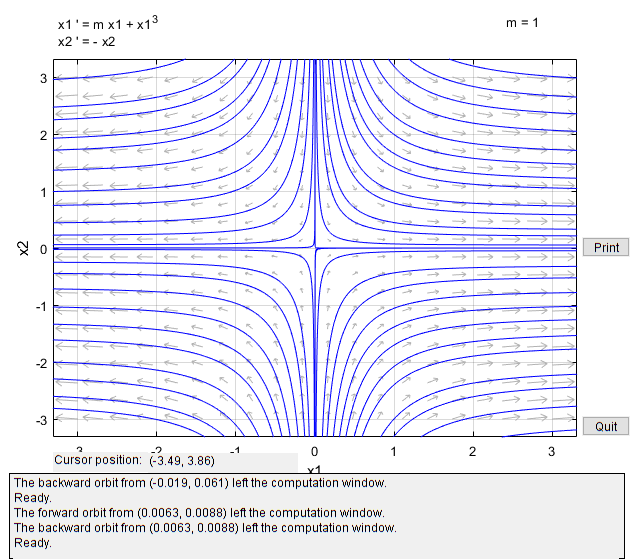 x1 ' = m x1 + x1³
m = 1
x2 ' = - x2
3
2
1
0
-1
-2
-3
x2
-1
0
1
2
3
x1
Print
Quit
Cursor position: (-3.49, 3.86)
The backward orbit from (-0.019, 0.061) left the computation window.
Ready.
The forward orbit from (0.0063, 0.0088) left the computation window.
The backward orbit from (0.0063, 0.0088) left the computation window.
Ready.